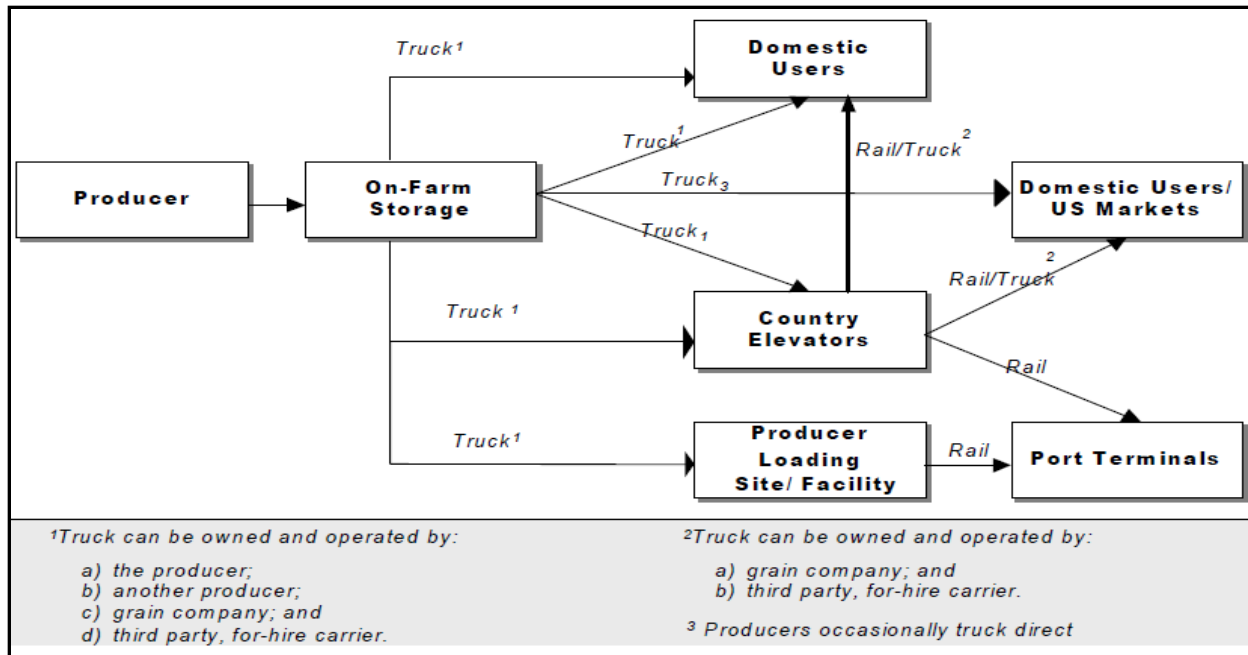 Truck¹
Domestic
Users
Truck¹
Rail/Truck²
Producer
On-Farm
Storage
Truck₃
Domestic Users/
US Markets
Truck₁
Rail/Truck²
Truck ¹
Country
Elevators
Rail
Truck¹
Producer
Loading
Site/ Facility
Rail
Port Terminals
¹Truck can be owned and operated by:
a) the producer;
b) another producer;
c) grain company; and
d) third party, for-hire carrier.
²Truck can be owned and operated by:
a) grain company; and
b) third party, for-hire carrier.
³ Producers occasionally truck direct